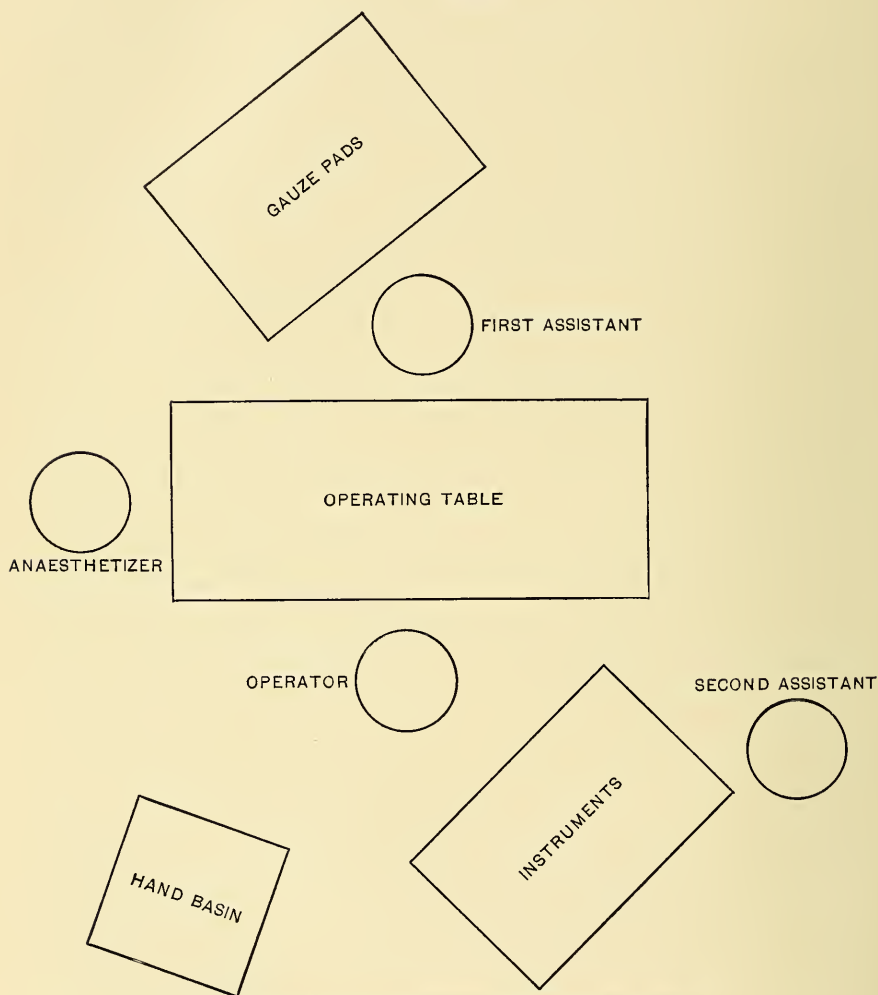 GAUZE PADS
FIRST ASSISTANT
OPERATING TABLE
ANAESTHETIZER
OPERATOR
SECOND ASSISTANT
INSTRUMENTS
HAND BASIN